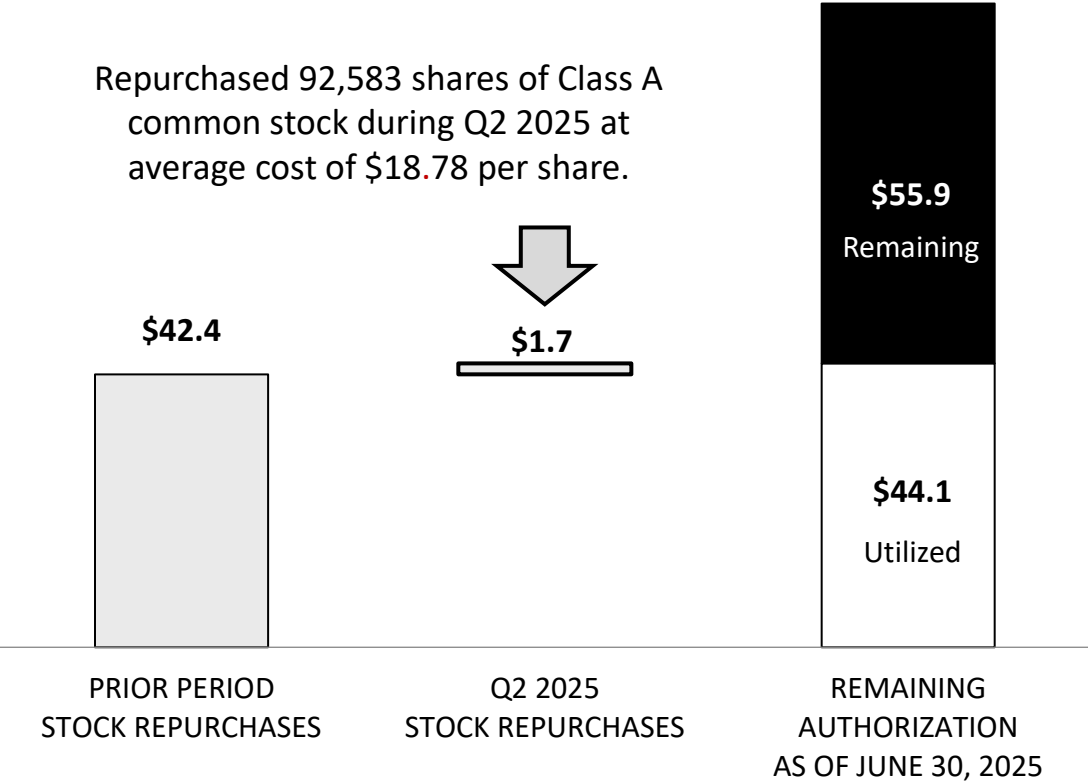 Repurchased 92,583 shares of Class A
common stock during Q2 2025 at
average cost of $18.78 per share.
$55.9
Remaining
$42.4
$1.7
$44.1
Utilized
PRIOR PERIOD
STOCK REPURCHASES
Q2 2025
STOCK REPURCHASES
REMAINING
AUTHORIZATION
AS OF JUNE 30, 2025